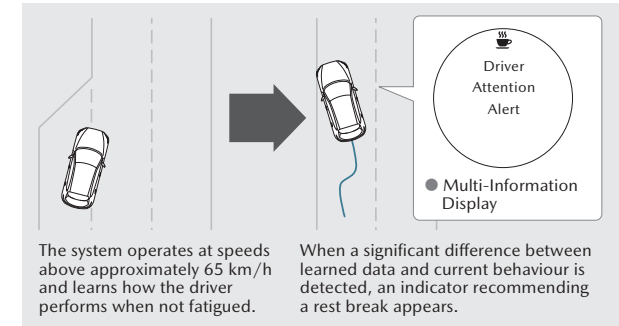 Driver
Attention
Alert
Multi-Information
Display
The system operates at speeds
above approximately 65 km/h
and learns how the driver
performs when not fatigued.
When a significant difference between
learned data and current behaviour is
detected, an indicator recommending
a rest break appears.